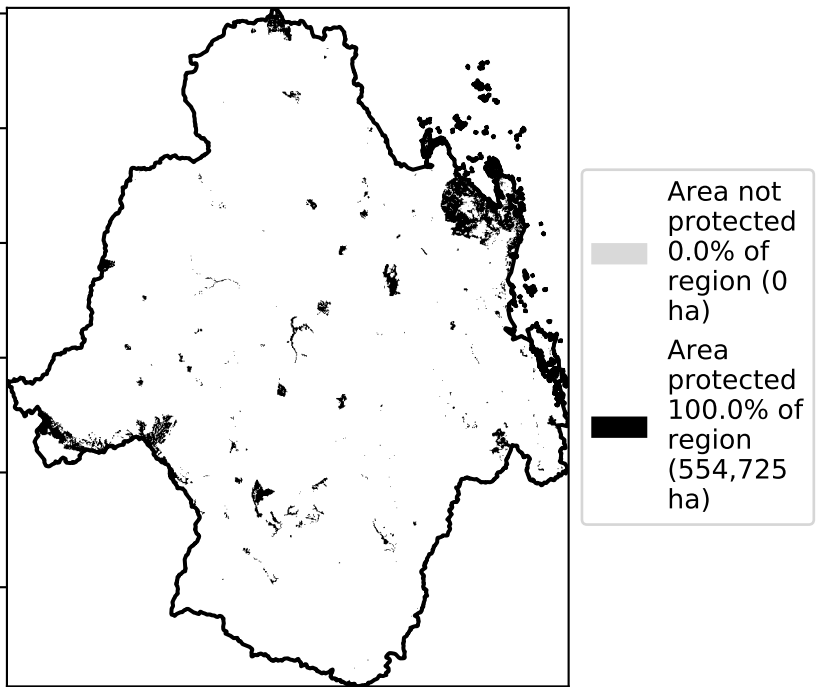 Area not
protected
0.0% of
region (0
ha)
Area
protected
100.0% of
region
(554,725
ha)